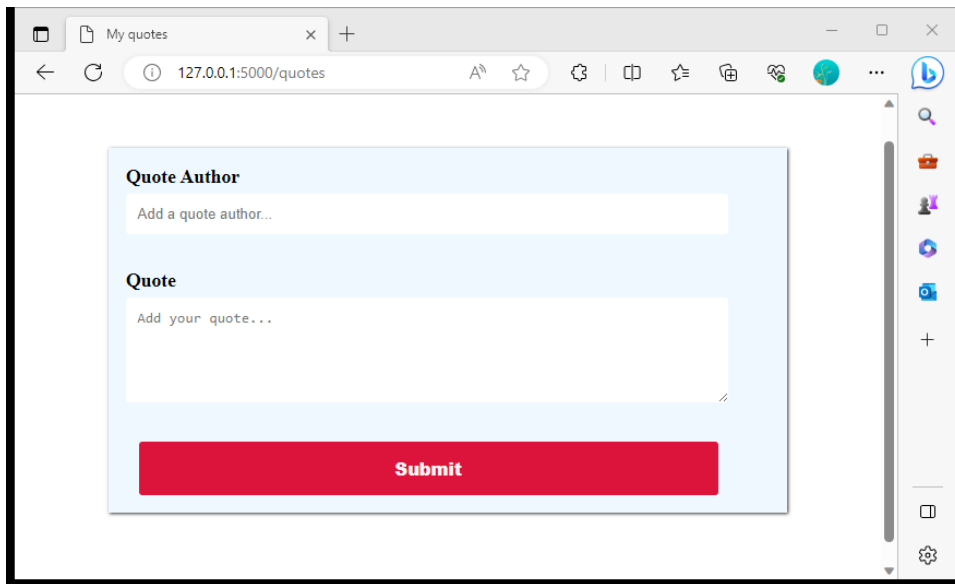 My quotes
127.0.0.1:5000/quotes
Quote Author
Add a quote author...
Quote
Add your quote...
Submit